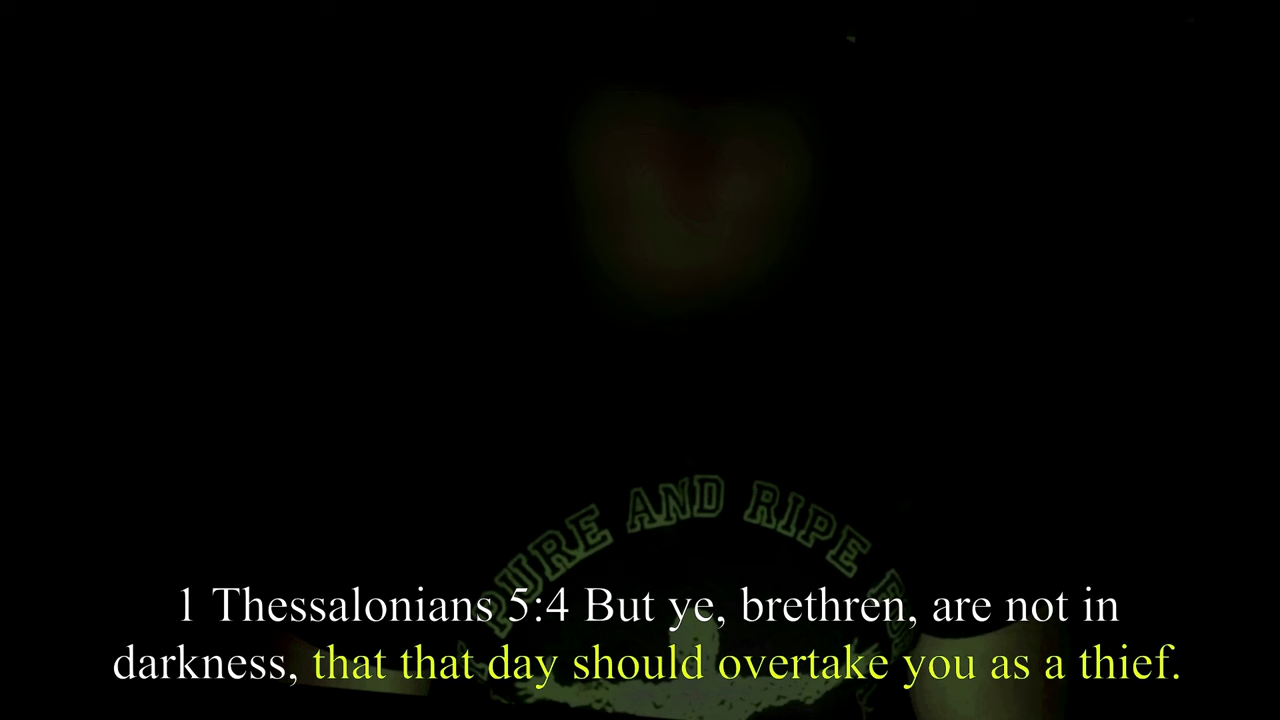 PURE AND RIPE
1 Thessalonians 5:4 But ye, brethren, are not in
darkness, that that day should overtake you as a thief.